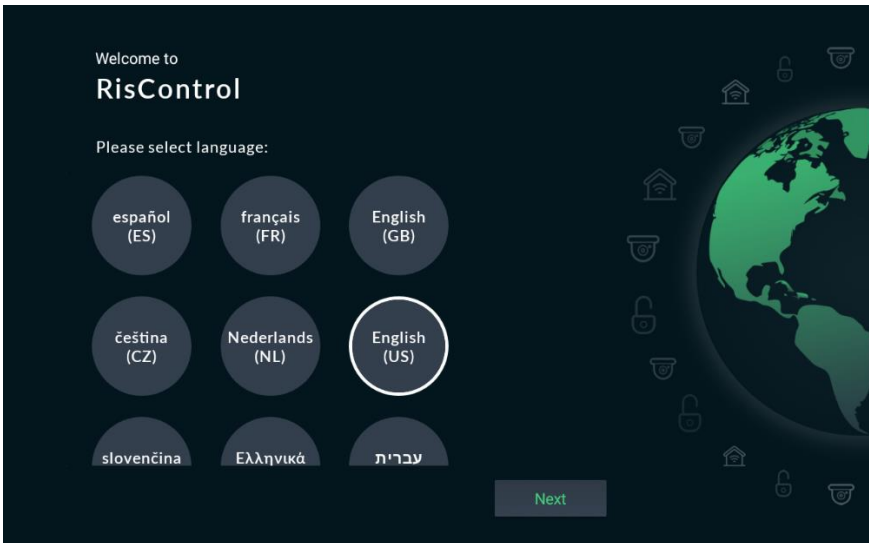 Welcome to
RisControl
Please select language:
español
(ES)
français
(FR)
English
(GB)
čeština
(CZ)
Nederlands
(NL)
English
(US)
slovenčina
Ελληνικά
עברית
Next